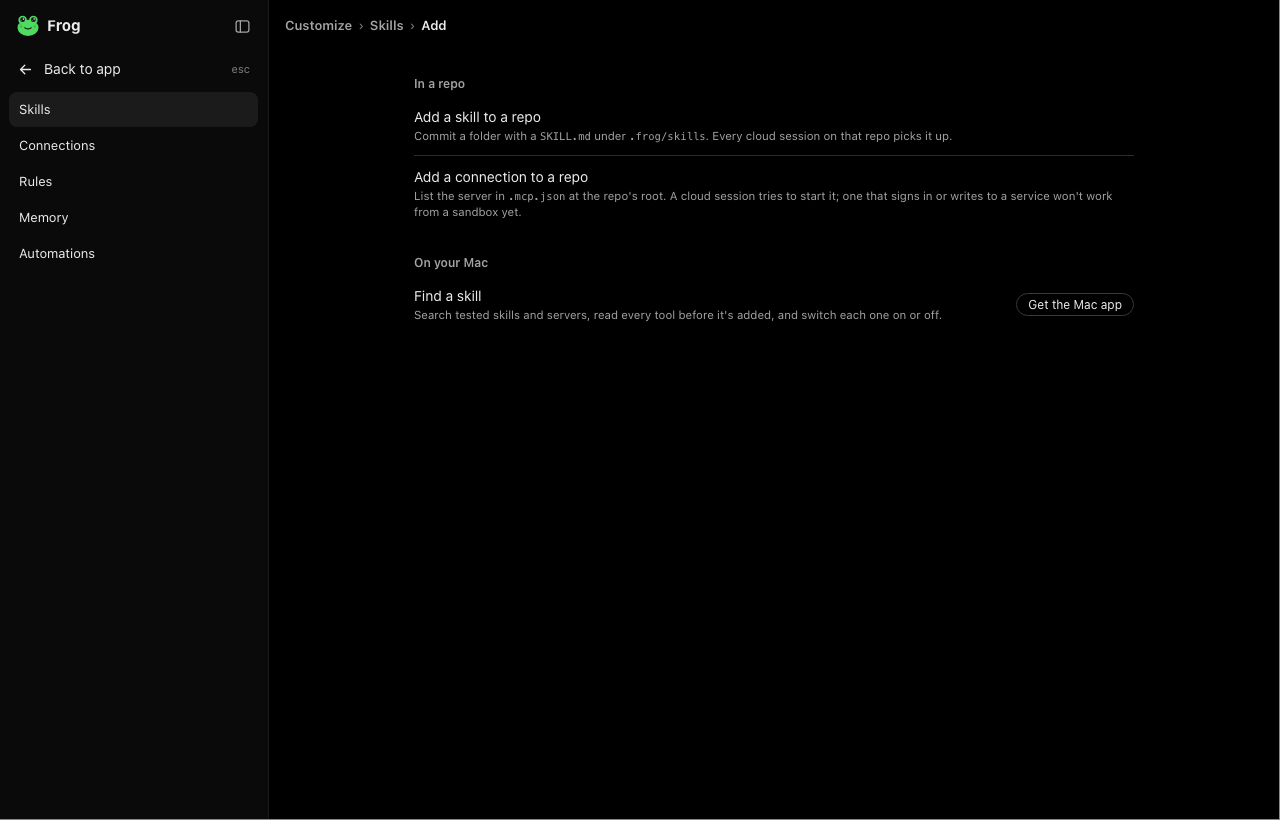 Frog
Back to app
esc
Skills
Connections
Rules
Memory
Automations
Customize › Skills › Add
In a repo
Add a skill to a repo
Commit a folder with a SKILL.md under .frog/skills. Every cloud session on that repo picks it up.
Add a connection to a repo
List the server in .mcp.json at the repo's root. A cloud session tries to start it; one that signs in or writes to a service won't work
from a sandbox yet.
On your Mac
Find a skill
Search tested skills and servers, read every tool before it's added, and switch each one on or off.
Get the Mac app